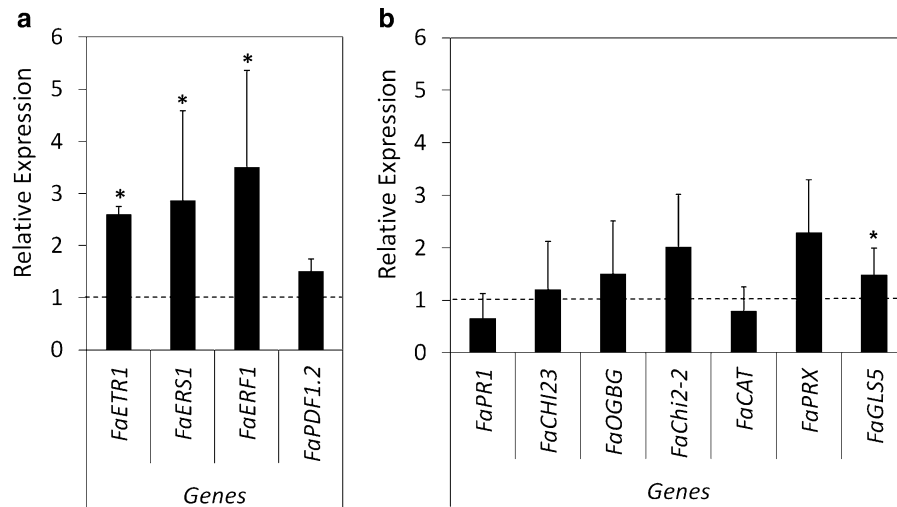 a
Relative Expression
6
5
4
3
2
1
0
*
*
*
FaETR1
FaERS1
FaERF1
FaPDF1.2
Genes
b
Relative Expression
6
5
4
3
2
1
0
*
FaPR1
FaCHI23
FaOGBG
FaChi2-2
FaCAT
FaPRX
FaGLS5
Genes